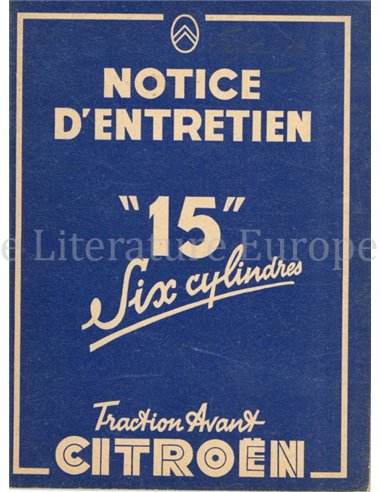 NOTICE
D'ENTRETIEN
"15"
e Literature Europe
Six cylindres
Traction Avant
CITROËN